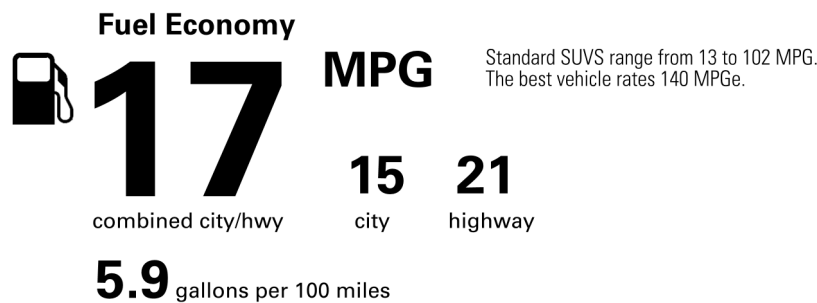 Fuel Economy
17 MPG
Standard SUVS range from 13 to 102 MPG.
The best vehicle rates 140 MPGe.
15 21
combined city/hwy city highway
5.9 gallons per 100 miles